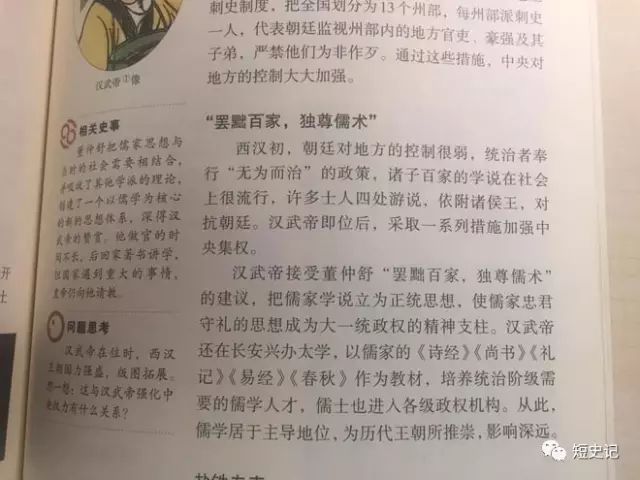 刺史制度，把全国划分为13个州部，每州部派刺史
一人，代表朝廷监视州部内的地方官吏、豪强及其
子弟，严禁他们为非作歹。通过这些措施，中央对
地方的控制大大加强。
汉武帝①像
相关史事
董仲舒把儒家思想与
当时的社会需要相结合，
并吸收了其他学派的理论，
创造了一个以儒学为核心
的新的思想体系，深得汉
武帝的赞赏。他做官的时
间不长，后回家著书讲学，
但国家遇到重大的事情，
皇帝仍向他请教。
问题思考
汉武帝在位时，西汉
王朝国力强盛，版图拓展。
想一想：这与汉武帝强化中
央权力有什么关系？
“罢黜百家，独尊儒术”
西汉初，朝廷对地方的控制很弱，统治者奉
行“无为而治”的政策，诸子百家的学说在社会
上很流行，许多士人四处游说，依附诸侯王，对
抗朝廷。汉武帝即位后，采取一系列措施加强中
央集权。
汉武帝接受董仲舒“罢黜百家，独尊儒术”
的建议，把儒家学说立为正统思想，使儒家忠君
守礼的思想成为大一统政权的精神支柱。汉武帝
还在长安兴办太学，以儒家的《诗经》《尚书》《礼
记》《易经》《春秋》作为教材，培养统治阶级需
要的儒学人才，儒士也进入各级政权机构。从此，
儒学居于主导地位，为历代王朝所推崇，影响深远。
开
士
短史记